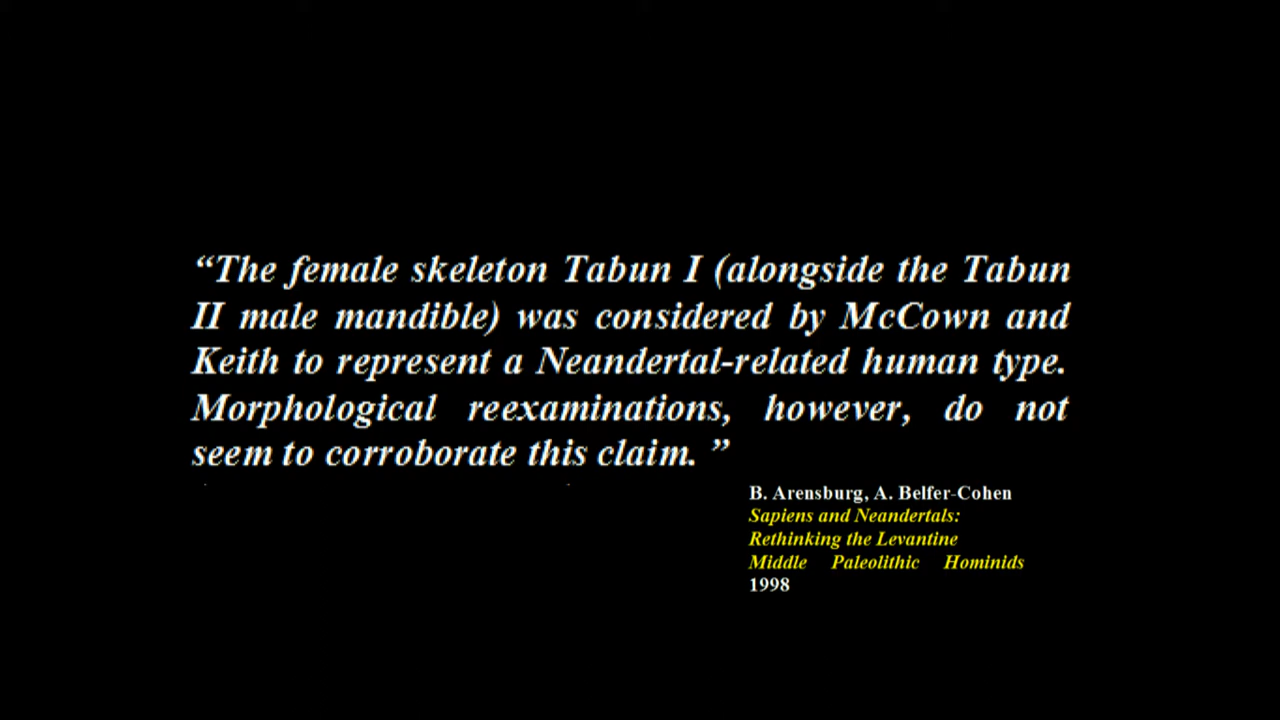 “The female skeleton Tabun I (alongside the Tabun
II male mandible) was considered by McCown and
Keith to represent a Neandertal-related human type.
Morphological reexaminations, however, do not
seem to corroborate this claim. ”
B. Arensburg, A. Belfer-Cohen
Sapiens and Neandertals:
Rethinking the Levantine
Middle Paleolithic Hominids
1998